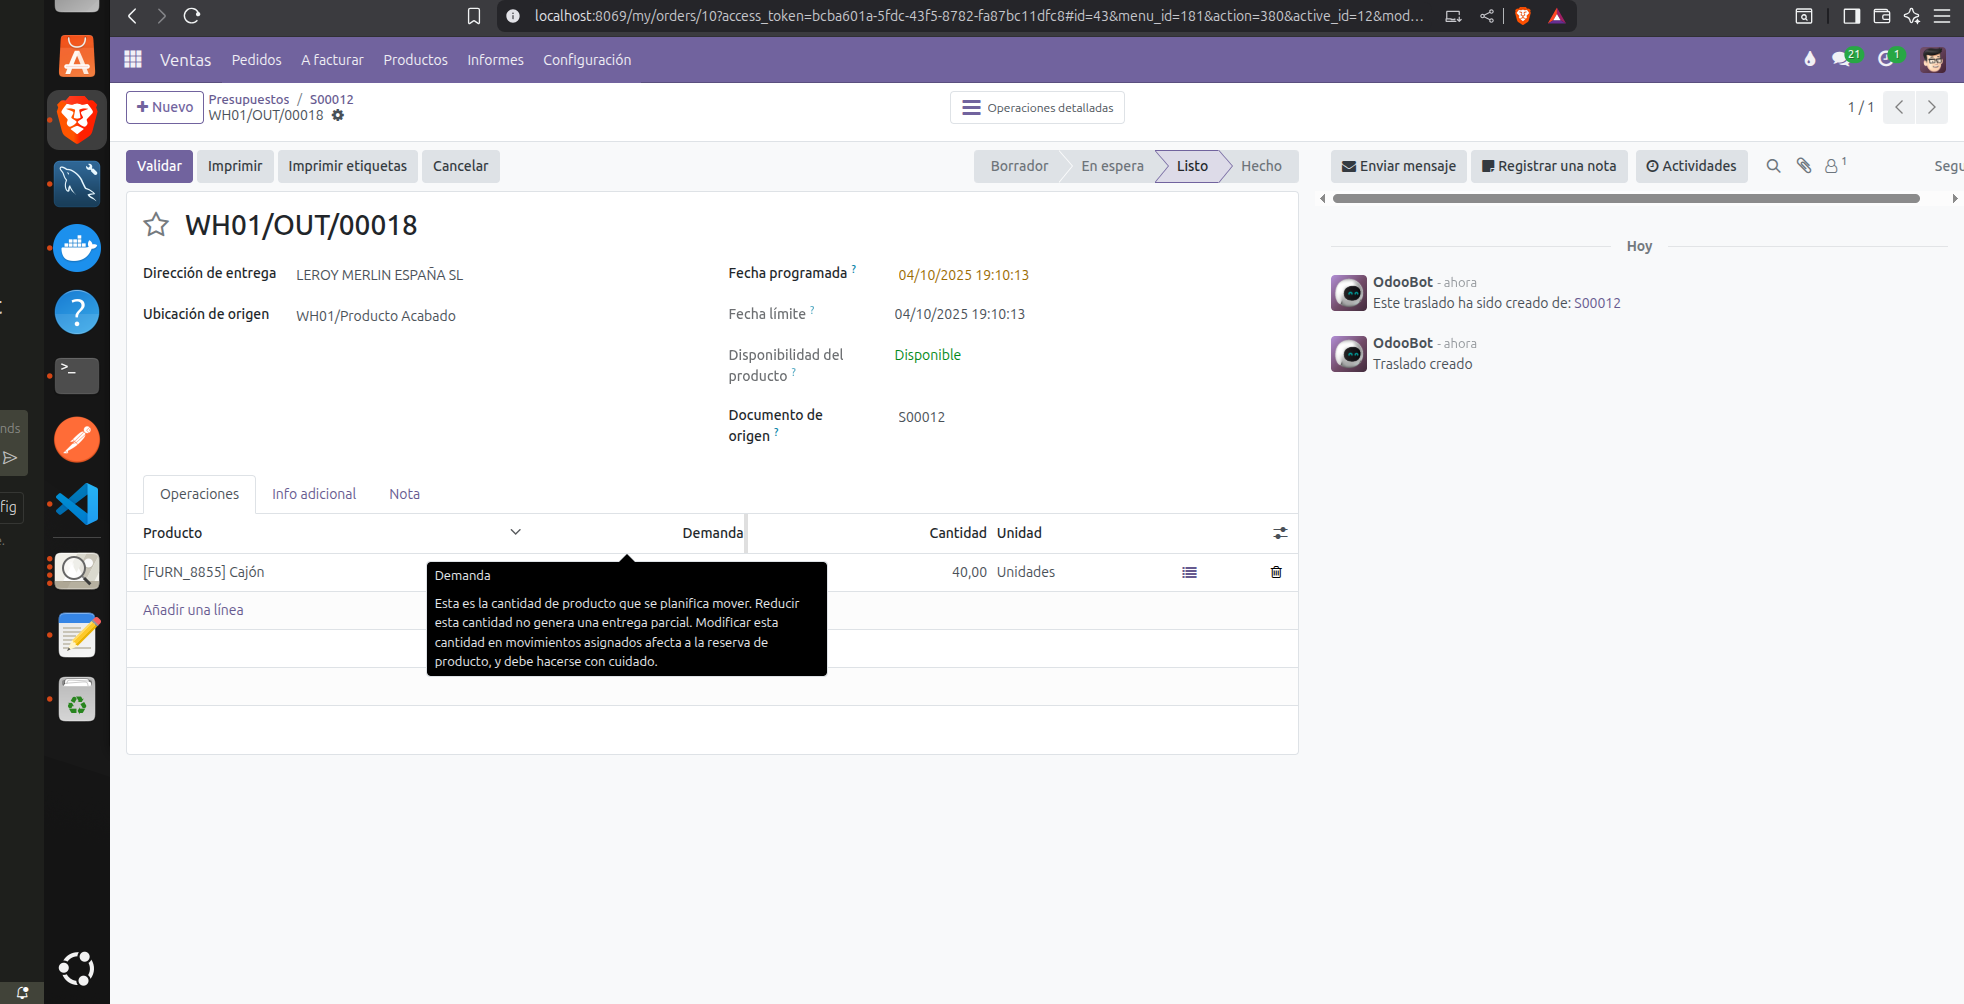 localhost:8069/my/orders/10?access_token=bcba601a-5fdc-43f5-8782-fa87bc11dfc8#id=43&menu_id=181&action=380&active_id=12&mod...
Ventas Pedidos A facturar Productos Informes Configuración
21
1
Nuevo
Presupuestos / S00012
WH01/OUT/00018
Operaciones detalladas
1 / 1
Validar Imprimir Imprimir etiquetas Cancelar
Borrador En espera Listo Hecho
Enviar mensaje Registrar una nota Actividades 1 Segu
WH01/OUT/00018
Dirección de entrega LEROY MERLIN ESPAÑA SL
Ubicación de origen WH01/Producto Acabado
Fecha programada ? 04/10/2025 19:10:13
Fecha límite ? 04/10/2025 19:10:13
Disponibilidad del producto ? Disponible
Documento de origen ? S00012
Hoy
OdooBot - ahora
Este traslado ha sido creado de: S00012
OdooBot - ahora
Traslado creado
Operaciones Info adicional Nota
Producto Demanda Cantidad Unidad
[FURN_8855] Cajón 40,00 Unidades
Añadir una línea
Demanda
Esta es la cantidad de producto que se planifica mover. Reducir
esta cantidad no genera una entrega parcial. Modificar esta
cantidad en movimientos asignados afecta a la reserva de
producto, y debe hacerse con cuidado.
nds
fig